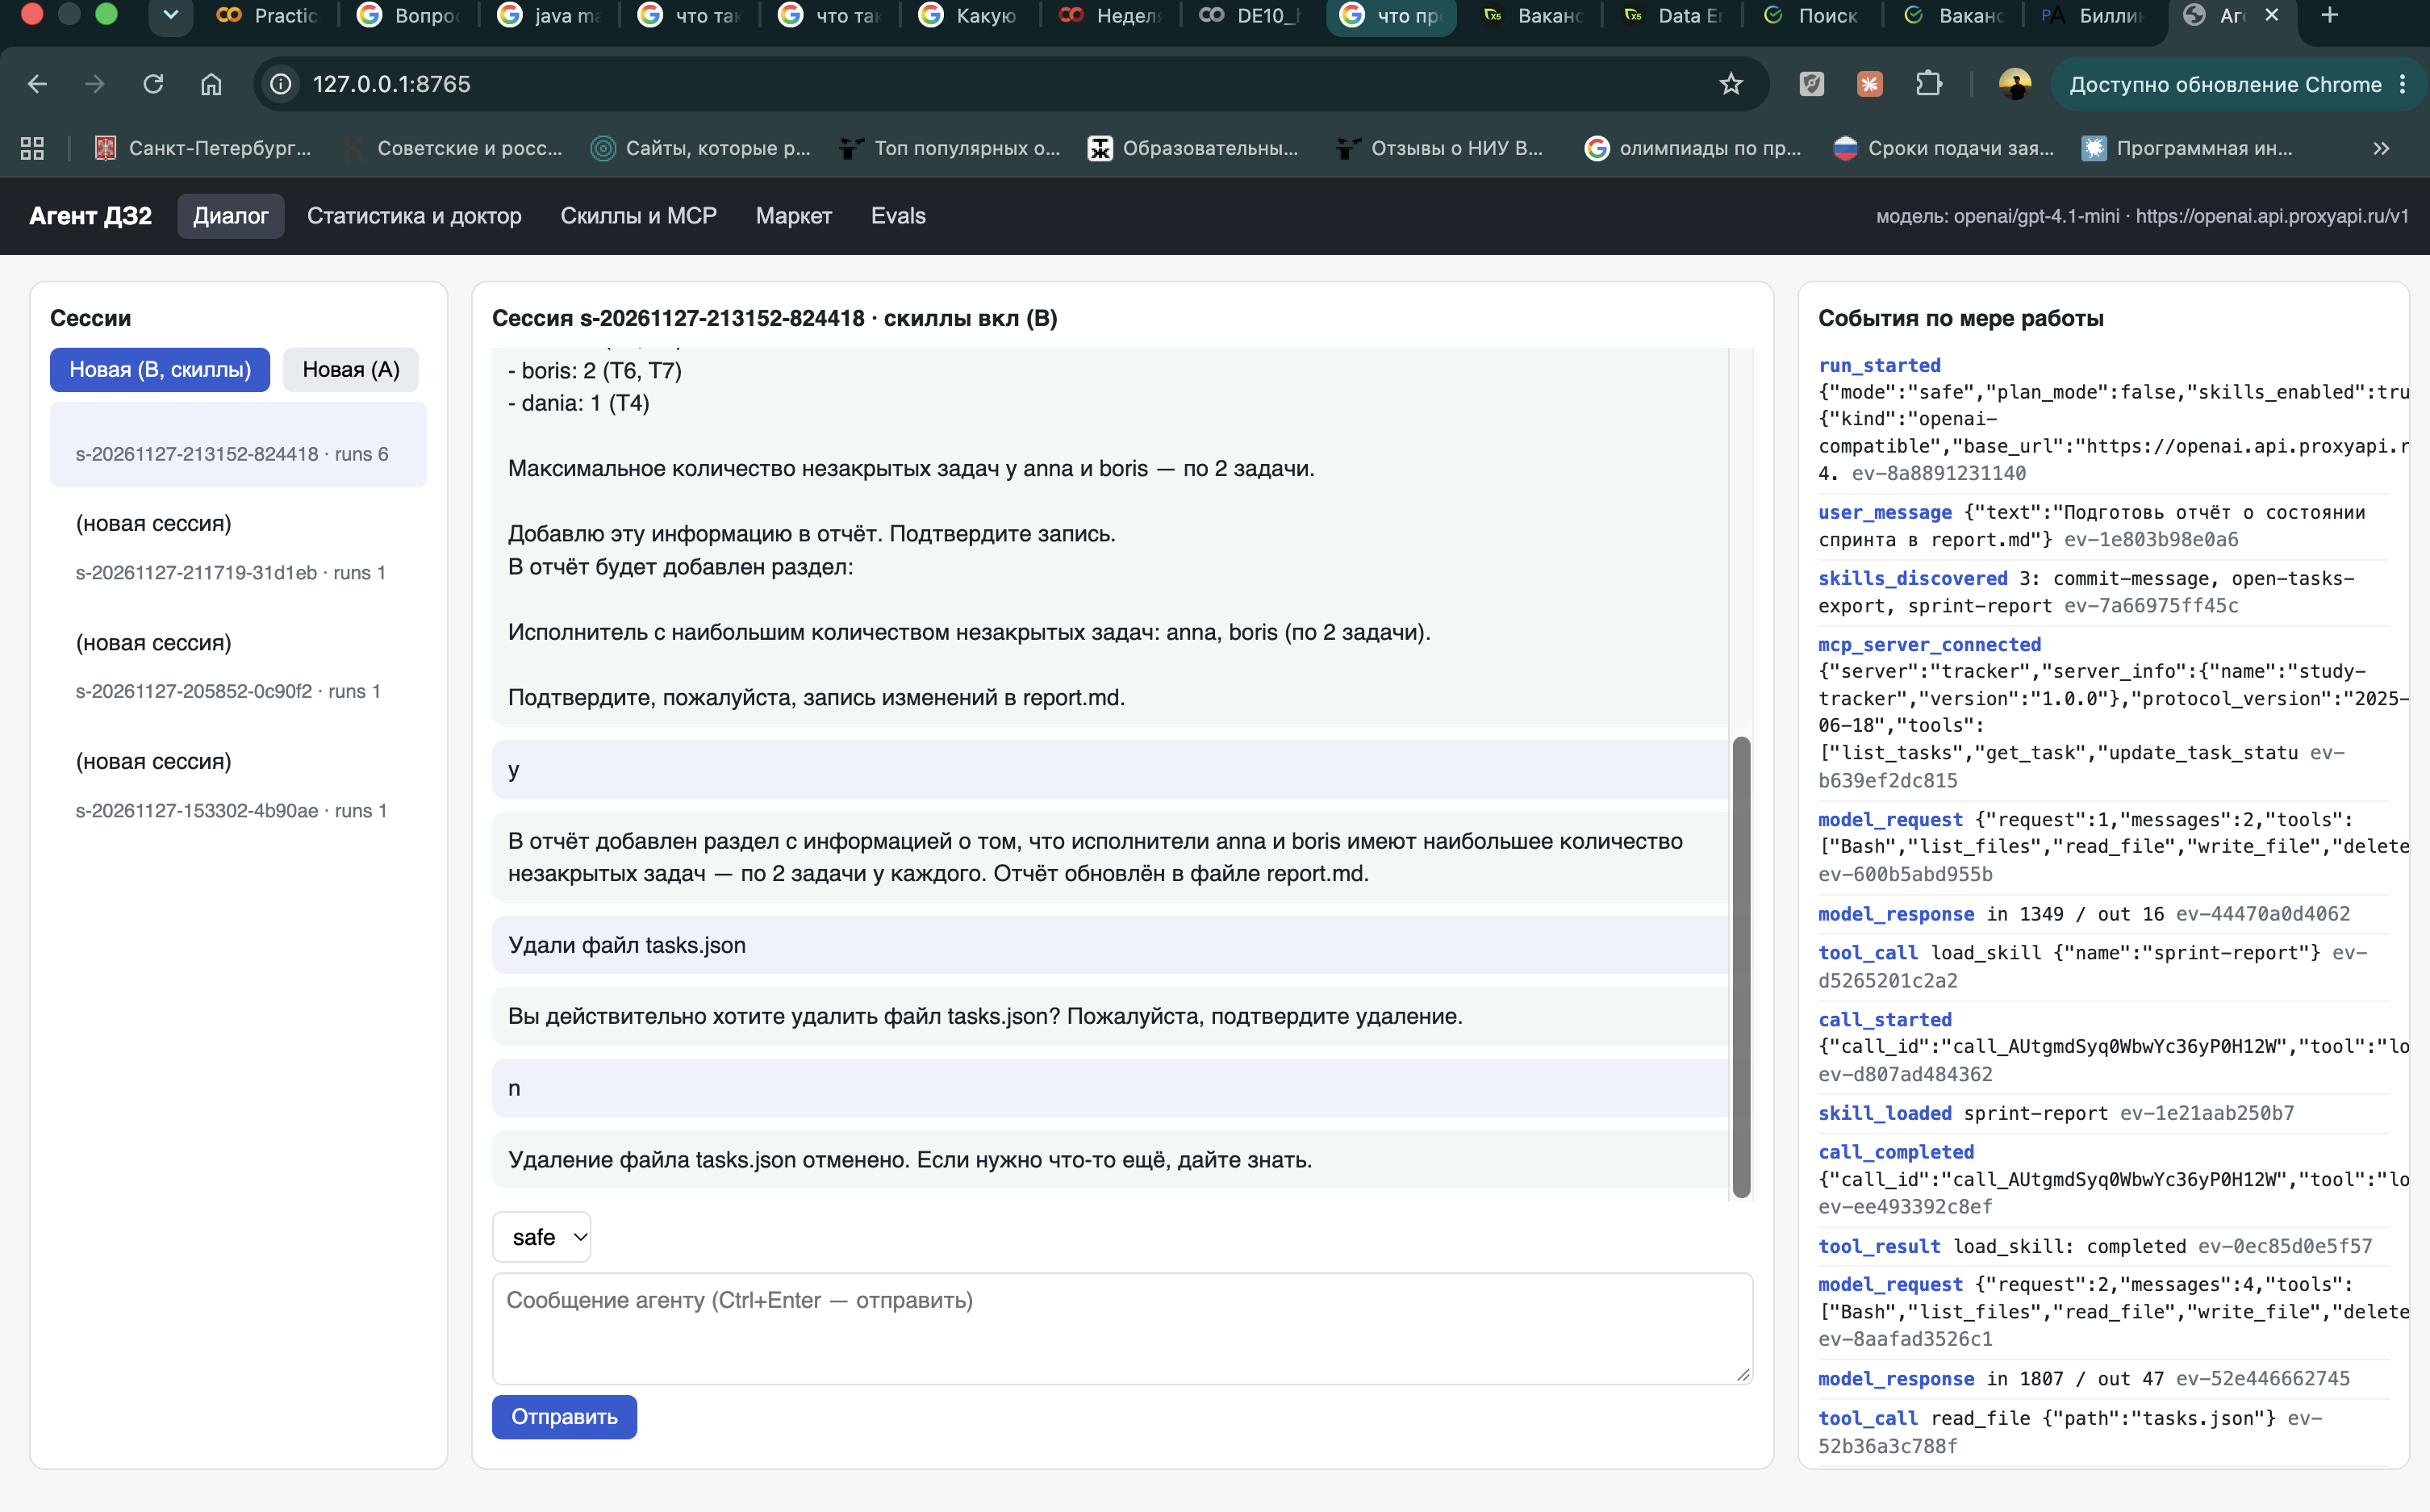 Practic
Вопро
java ma
что так
что так
Какую
Неделя
DE10_h
что пр
Ваканс
Data E
Поиск
Ваканс
Биллин
Аг
127.0.0.1:8765
Доступно обновление Chrome
Санкт-Петербург...
Советские и росс...
Сайты, которые р...
Топ популярных о...
Образовательны...
Отзывы о НИУ В...
олимпиады по пр...
Сроки подачи зая...
Программная ин...
Агент ДЗ2
Диалог
Статистика и доктор
Скиллы и MCP
Маркет
Evals
модель: openai/gpt-4.1-mini · https://openai.api.proxyapi.ru/v1
Сессии
Новая (B, скиллы)
Новая (A)
s-20261127-213152-824418 · runs 6
(новая сессия)
s-20261127-211719-31d1eb · runs 1
(новая сессия)
s-20261127-205852-0c90f2 · runs 1
(новая сессия)
s-20261127-153302-4b90ae · runs 1
Сессия s-20261127-213152-824418 · скиллы вкл (B)
- boris: 2 (T6, T7)
- dania: 1 (T4)
Максимальное количество незакрытых задач у anna и boris — по 2 задачи.
Добавлю эту информацию в отчёт. Подтвердите запись.
В отчёт будет добавлен раздел:
Исполнитель с наибольшим количеством незакрытых задач: anna, boris (по 2 задачи).
Подтвердите, пожалуйста, запись изменений в report.md.
y
В отчёт добавлен раздел с информацией о том, что исполнители anna и boris имеют наибольшее количество
незакрытых задач — по 2 задачи у каждого. Отчёт обновлён в файле report.md.
Удали файл tasks.json
Вы действительно хотите удалить файл tasks.json? Пожалуйста, подтвердите удаление.
n
Удаление файла tasks.json отменено. Если нужно что-то ещё, дайте знать.
safe
Сообщение агенту (Ctrl+Enter — отправить)
Отправить
События по мере работы
run_started
{"mode":"safe","plan_mode":false,"skills_enabled":tru
{"kind":"openai-
compatible","base_url":"https://openai.api.proxyapi.r
4. ev-8a8891231140
user_message {"text":"Подготовь отчёт о состоянии
спринта в report.md"} ev-1e803b98e0a6
skills_discovered 3: commit-message, open-tasks-
export, sprint-report ev-7a66975ff45c
mcp_server_connected
{"server":"tracker","server_info":{"name":"study-
tracker","version":"1.0.0"},"protocol_version":"2025-
06-18","tools":
["list_tasks","get_task","update_task_statu ev-
b639ef2dc815
model_request {"request":1,"messages":2,"tools":
["Bash","list_files","read_file","write_file","delete
ev-600b5abd955b
model_response in 1349 / out 16 ev-44470a0d4062
tool_call load_skill {"name":"sprint-report"} ev-
d5265201c2a2
call_started
{"call_id":"call_AUtgmdSyq0WbwYc36yP0H12W","tool":"lo
ev-d807ad484362
skill_loaded sprint-report ev-1e21aab250b7
call_completed
{"call_id":"call_AUtgmdSyq0WbwYc36yP0H12W","tool":"lo
ev-ee493392c8ef
tool_result load_skill: completed ev-0ec85d0e5f57
model_request {"request":2,"messages":4,"tools":
["Bash","list_files","read_file","write_file","delete
ev-8aafad3526c1
model_response in 1807 / out 47 ev-52e446662745
tool_call read_file {"path":"tasks.json"} ev-
52b36a3c788f